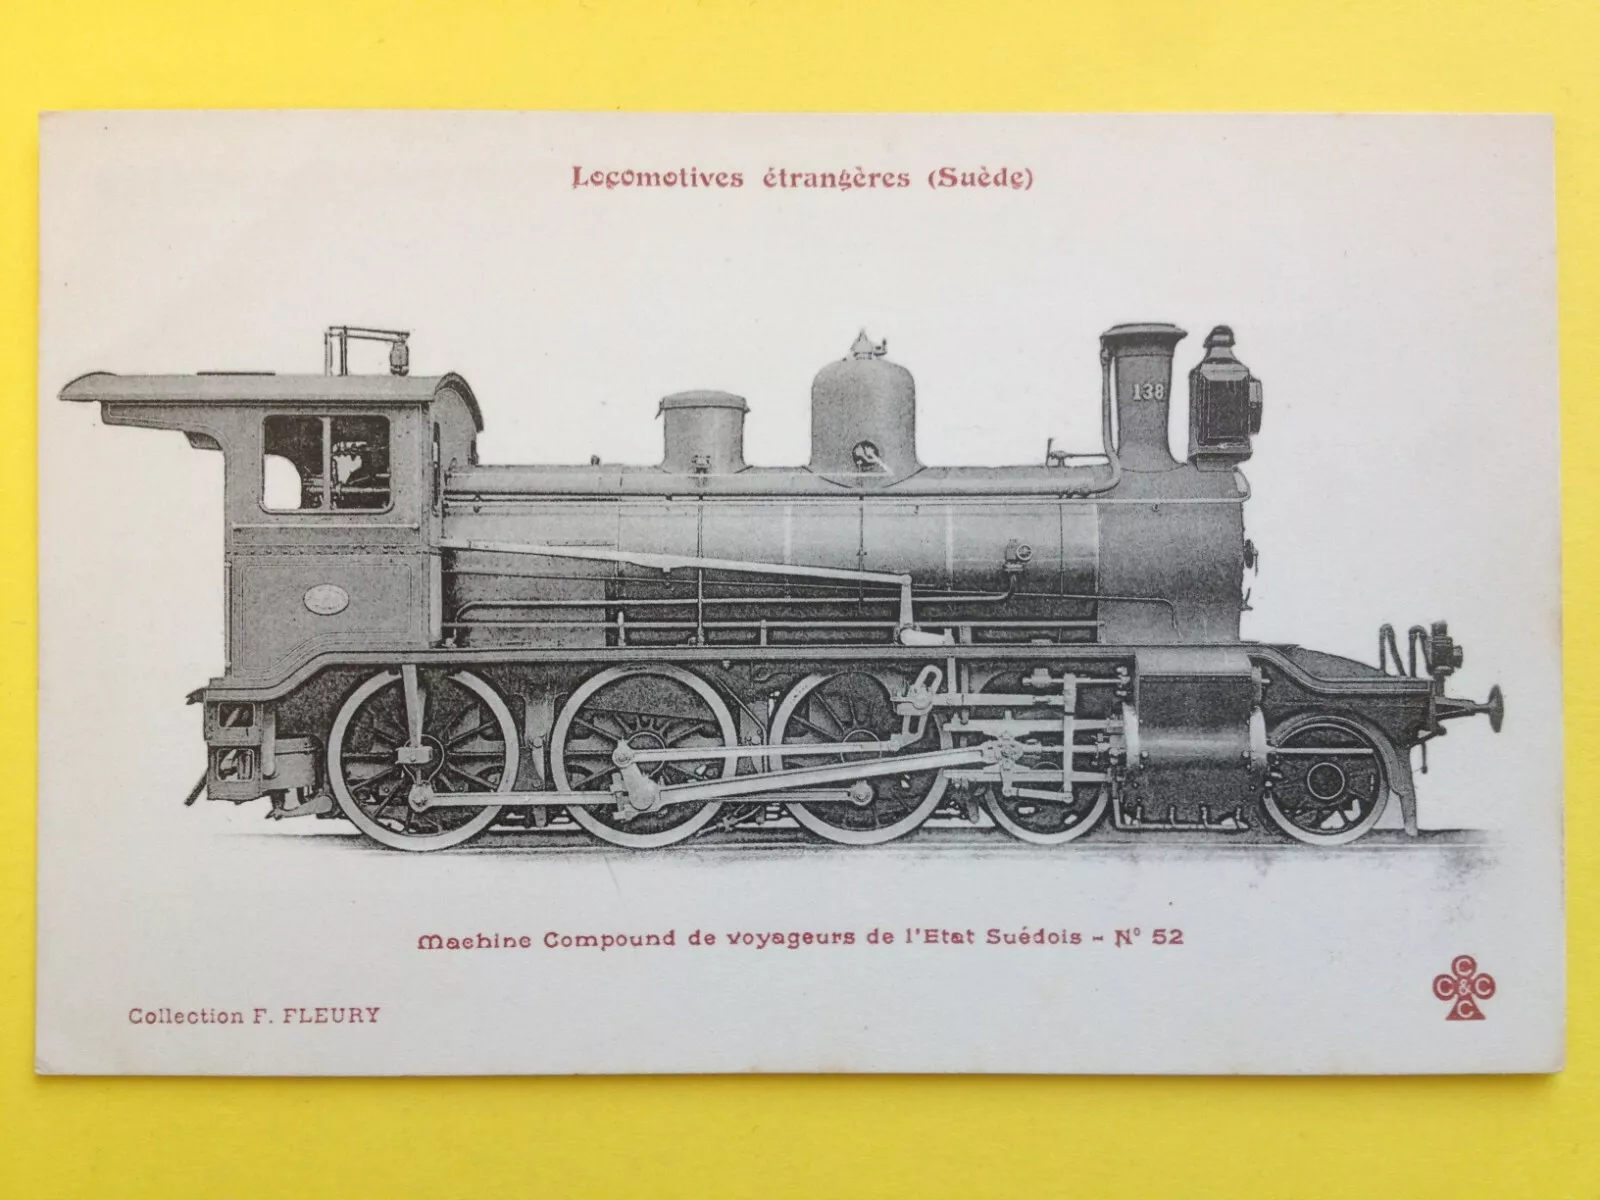 Locomotives étrangères (Suède)
138
Machine Compound de voyageurs de l'Etat Suédois - N° 52
Collection F. FLEURY
C
C & C
C